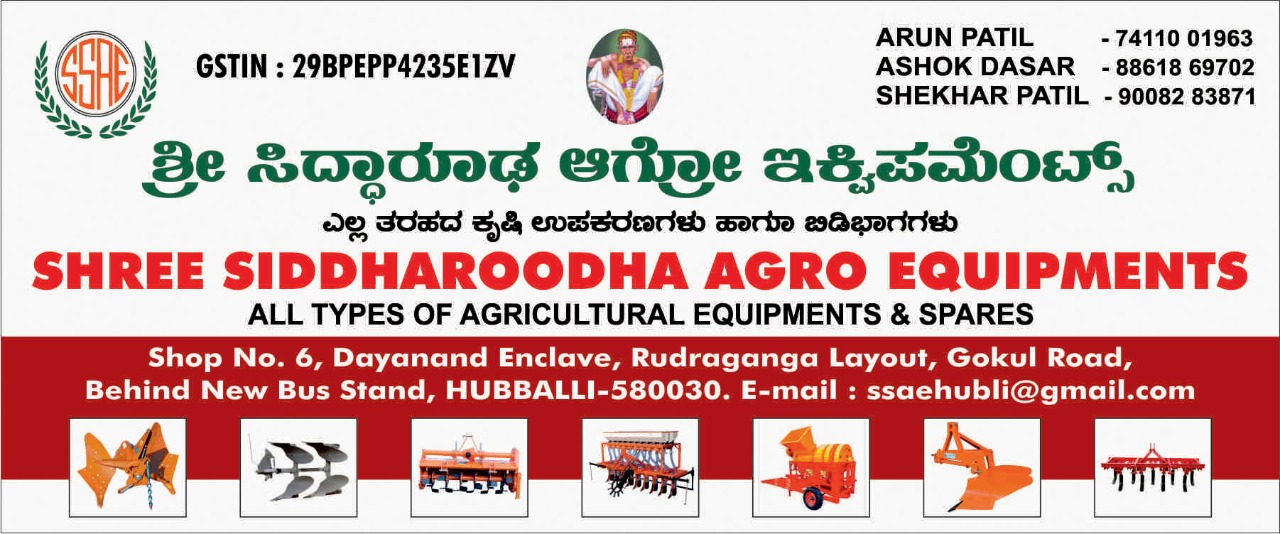 SSAE
GSTIN : 29BPEPP4235E1ZV
ARUN PATIL - 74110 01963
ASHOK DASAR - 88618 69702
SHEKHAR PATIL - 90082 83871
ಶ್ರೀ ಸಿದ್ಧಾರೂಢ ಆಗ್ರೋ ಇಕ್ವಿಪಮೆಂಟ್ಸ್
ಎಲ್ಲ ತರಹದ ಕೃಷಿ ಉಪಕರಣಗಳು ಹಾಗೂ ಬಿಡಿಭಾಗಗಳು
SHREE SIDDHAROODHA AGRO EQUIPMENTS
ALL TYPES OF AGRICULTURAL EQUIPMENTS & SPARES
Shop No. 6, Dayanand Enclave, Rudraganga Layout, Gokul Road,
Behind New Bus Stand, HUBBALLI-580030. E-mail : ssaehubli@gmail.com